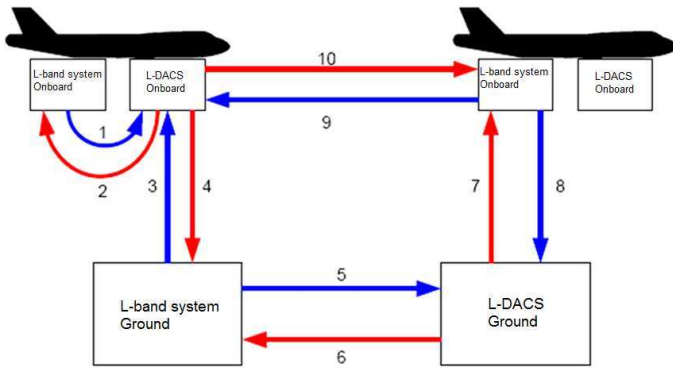 L-band system
Onboard
L-DACS
Onboard
10
L-band system
Onboard
L-DACS
Onboard
1
9
2
3
4
7
8
5
L-band system
Ground
L-DACS
Ground
6